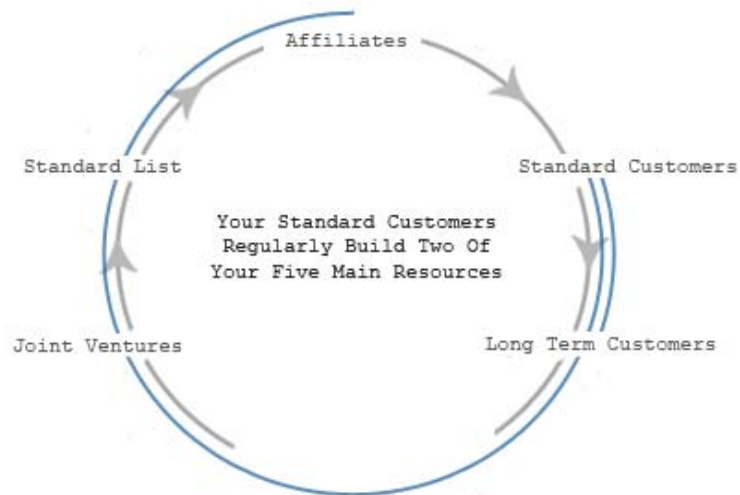 Affiliates
Standard List
Standard Customers
Your Standard Customers
Regularly Build Two Of
Your Five Main Resources
Joint Ventures
Long Term Customers